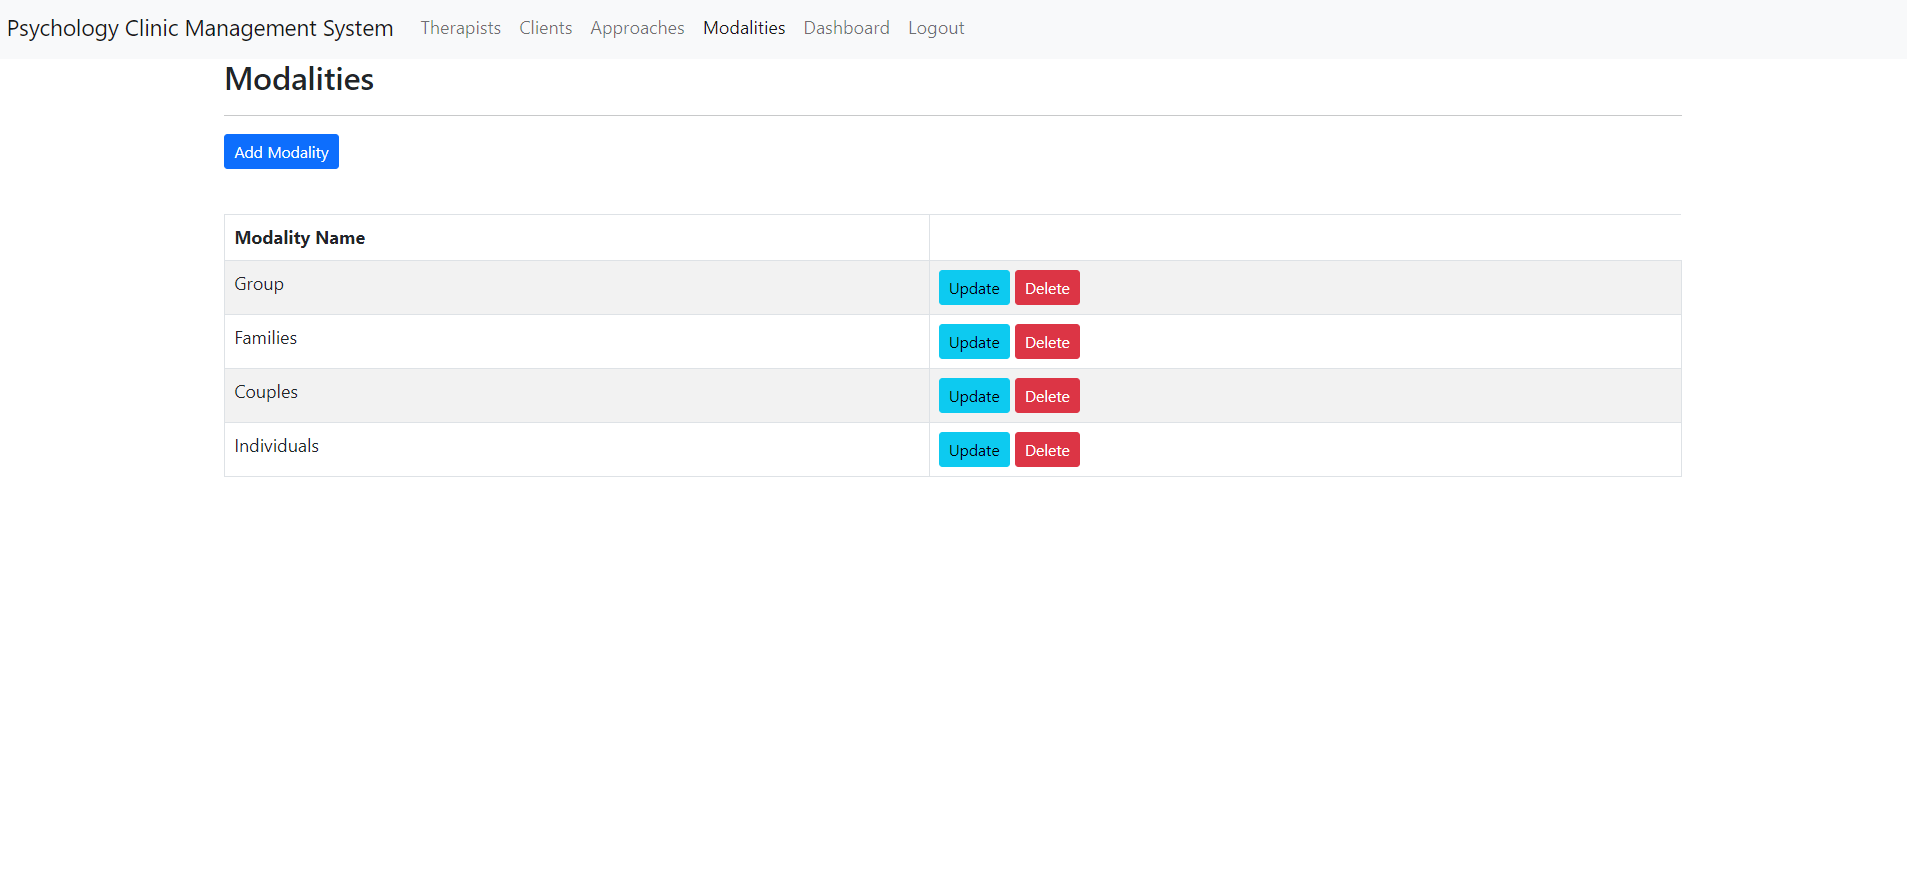 Psychology Clinic Management System Therapists Clients Approaches Modalities Dashboard Logout
Modalities
Add Modality
Modality Name
Group Update Delete
Families Update Delete
Couples Update Delete
Individuals Update Delete